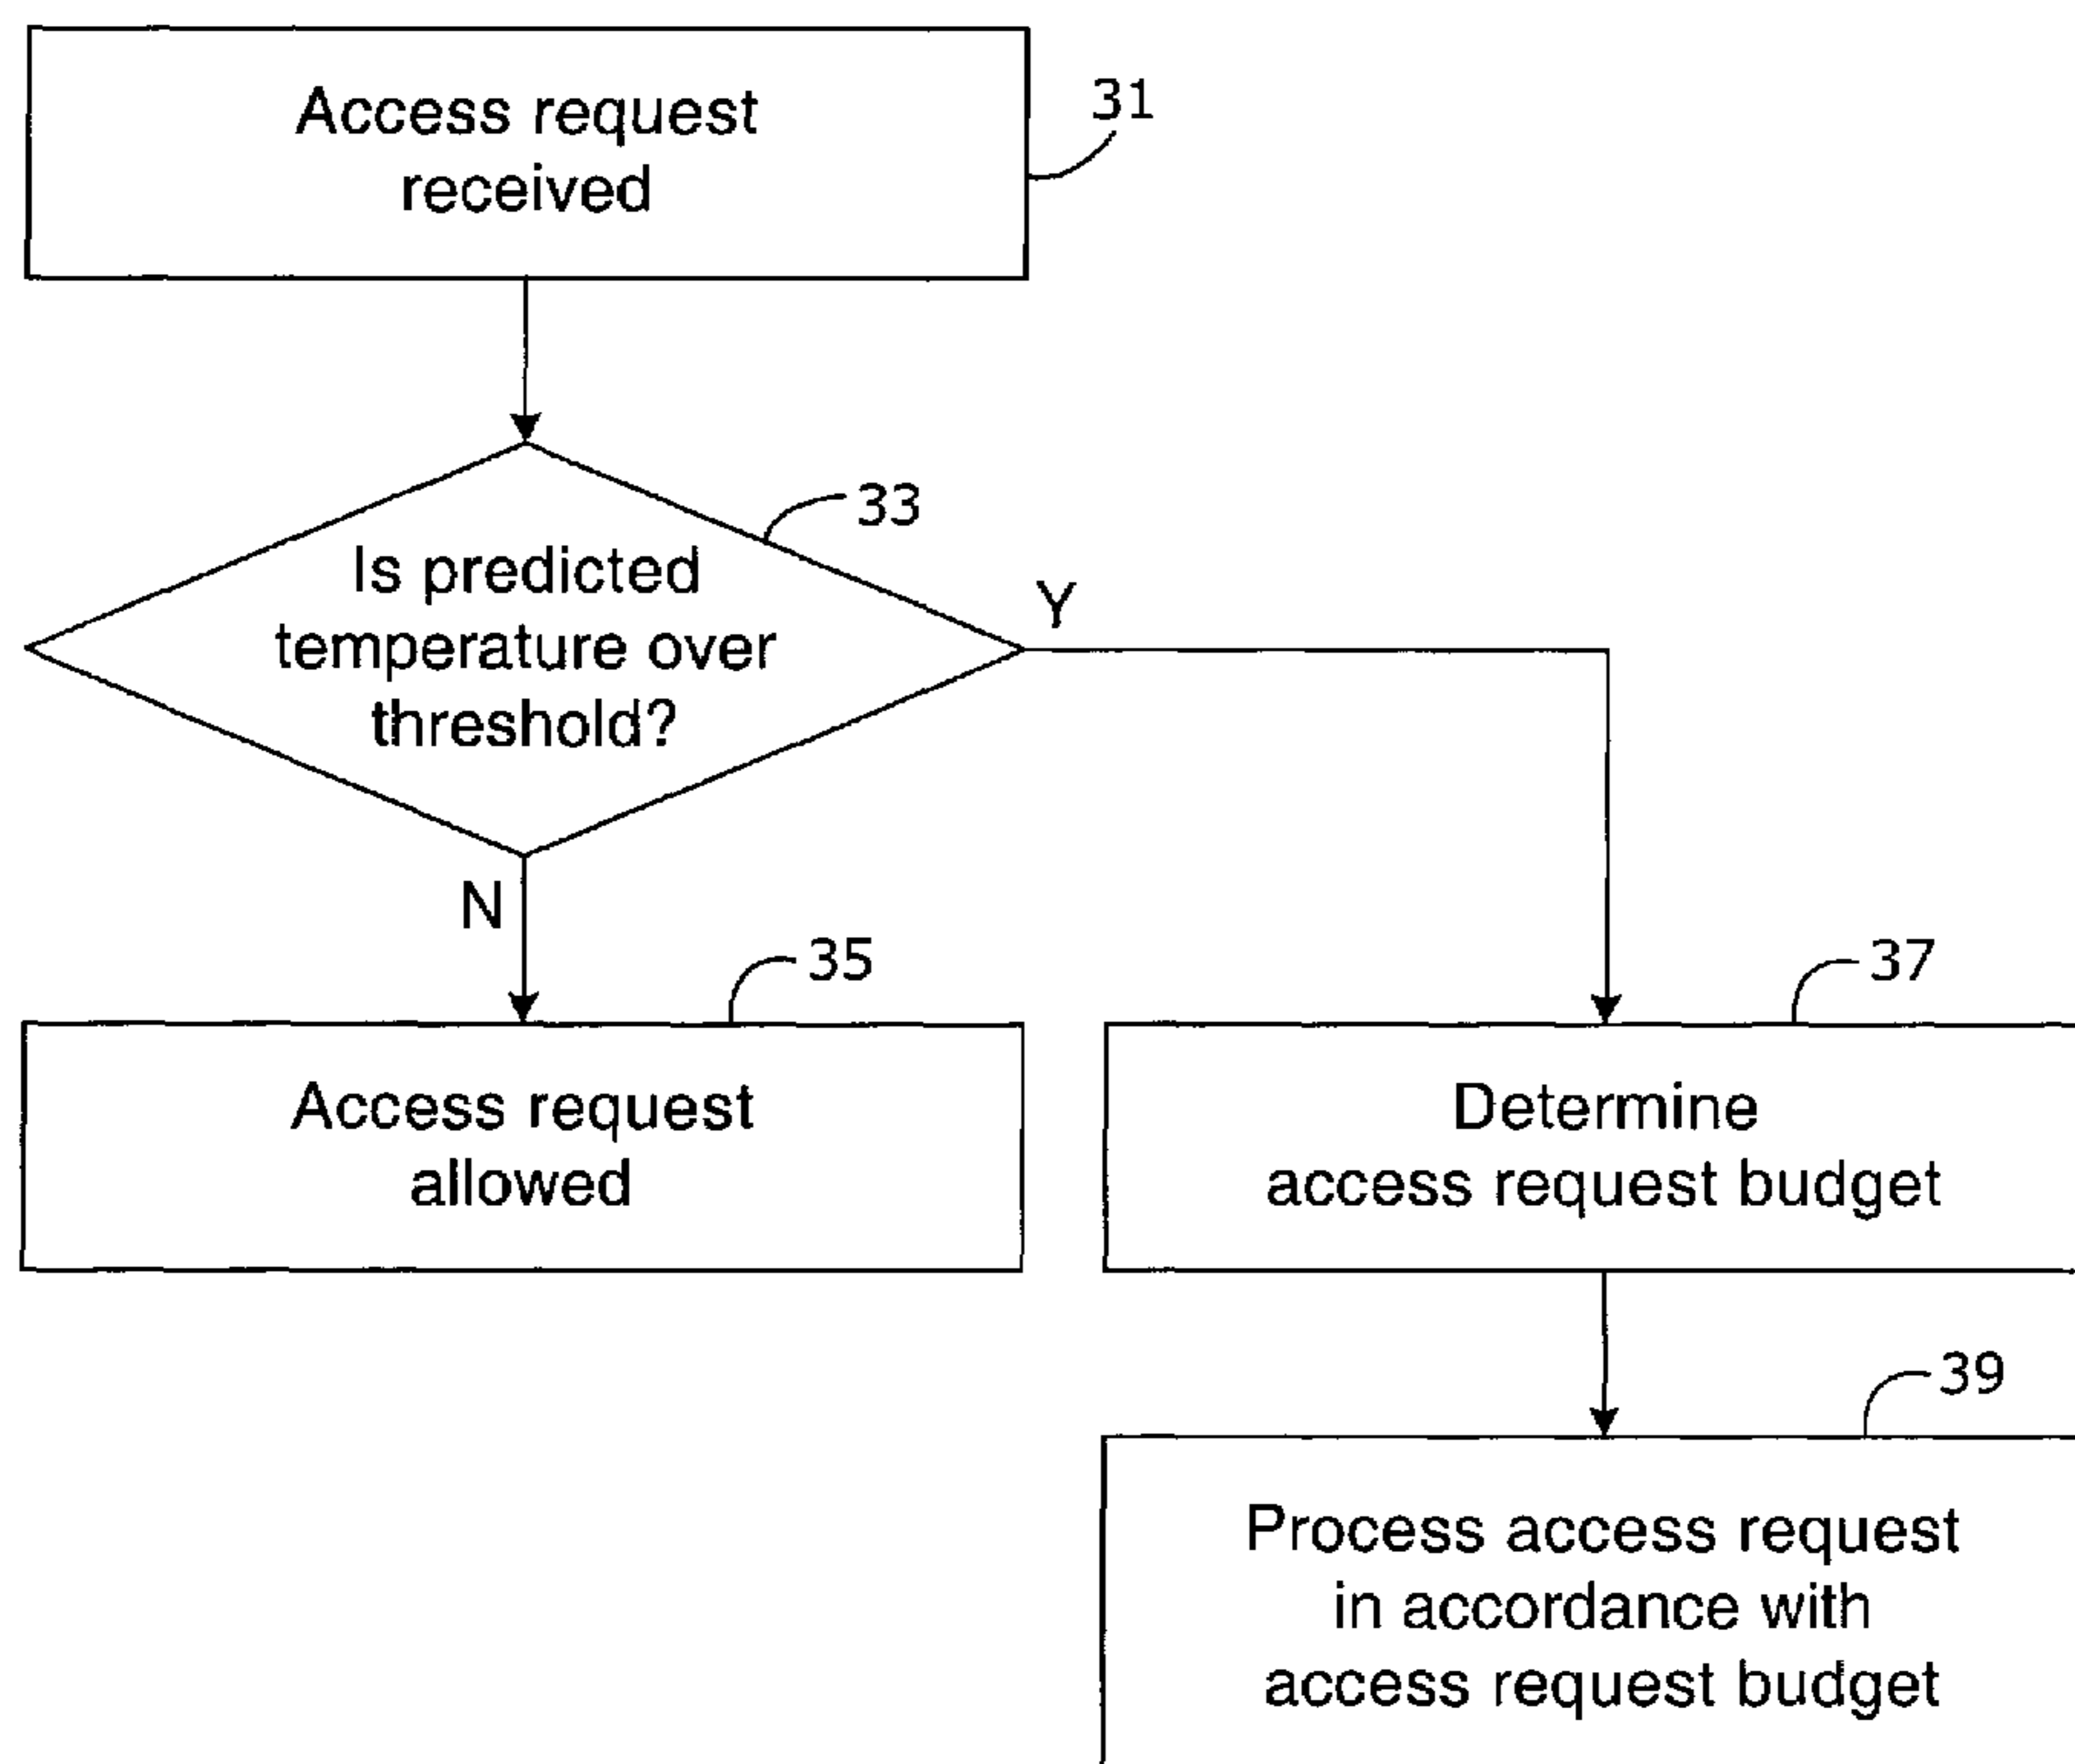 Access request
received
31
33
Is predicted
temperature over
threshold?
Y
N
35
Access request
allowed
37
Determine
access request budget
39
Process access request
in accordance with
access request budget